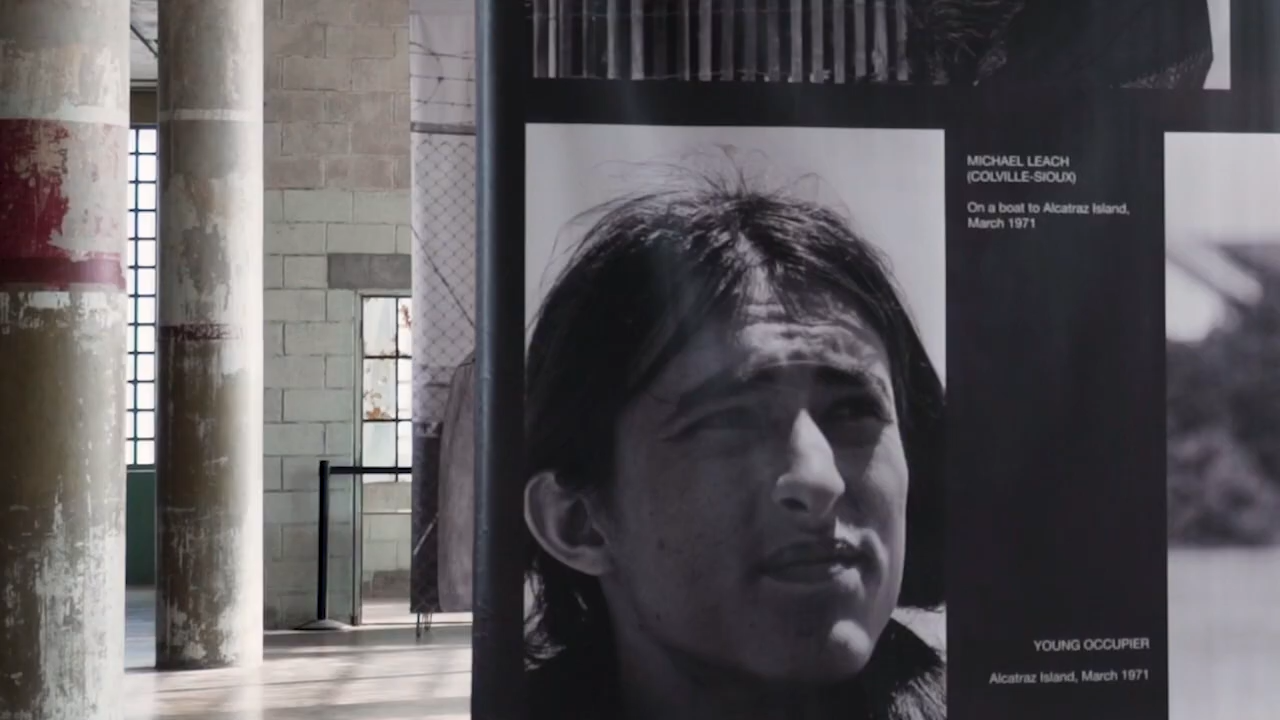 MICHAEL LEACH
(COLVILLE-SIOUX)
On a boat to Alcatraz Island,
March 1971
YOUNG OCCUPIER
Alcatraz Island, March 1971